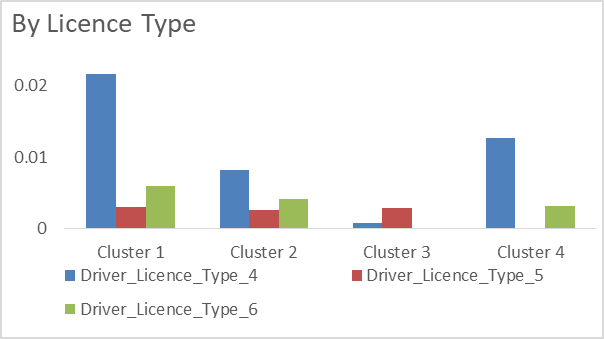 By Licence Type
0.02
0.01
0
Cluster 1 Cluster 2 Cluster 3 Cluster 4
Driver_Licence_Type_4 Driver_Licence_Type_5
Driver_Licence_Type_6